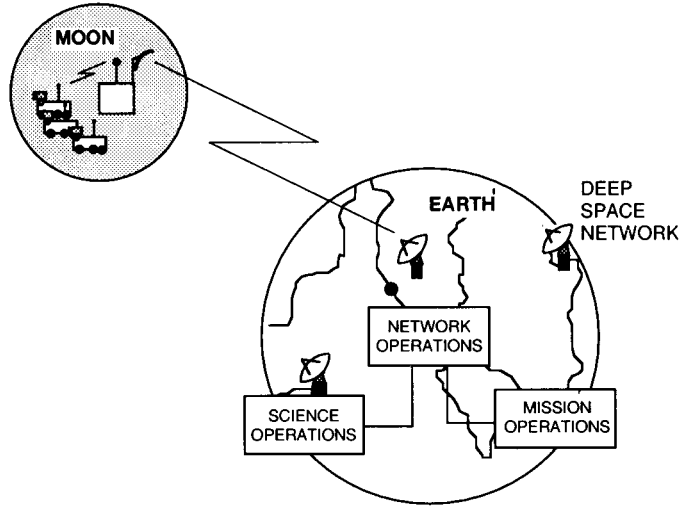 MOON
EARTH
DEEP
SPACE
NETWORK
NETWORK
OPERATIONS
SCIENCE
OPERATIONS
MISSION
OPERATIONS